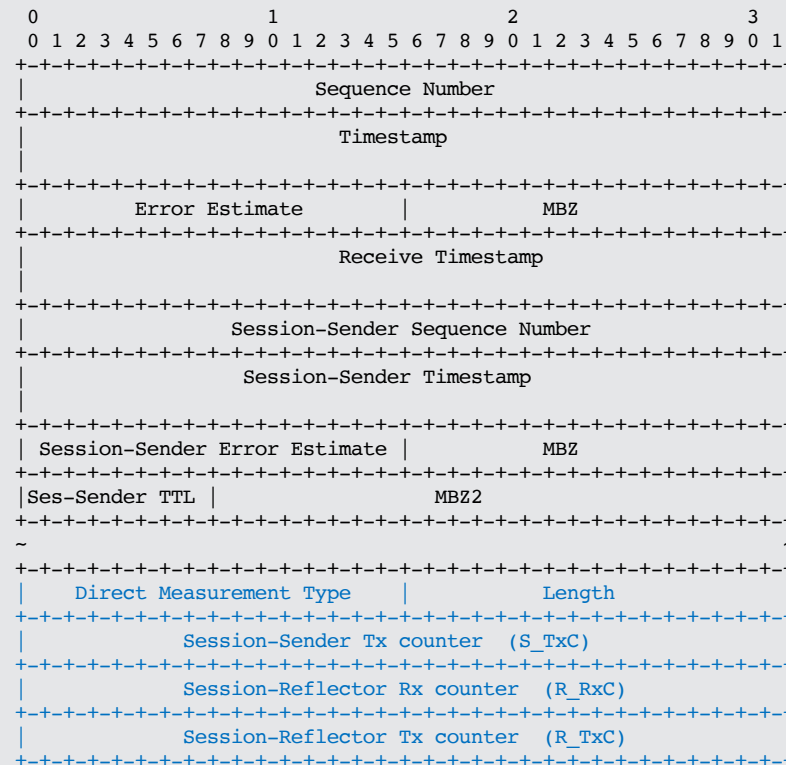 0                   1                   2                   3
 0 1 2 3 4 5 6 7 8 9 0 1 2 3 4 5 6 7 8 9 0 1 2 3 4 5 6 7 8 9 0 1
+-+-+-+-+-+-+-+-+-+-+-+-+-+-+-+-+-+-+-+-+-+-+-+-+-+-+-+-+-+-+-+-+
|                        Sequence Number
+-+-+-+-+-+-+-+-+-+-+-+-+-+-+-+-+-+-+-+-+-+-+-+-+-+-+-+-+-+-+-+-+
|                          Timestamp
|
+-+-+-+-+-+-+-+-+-+-+-+-+-+-+-+-+-+-+-+-+-+-+-+-+-+-+-+-+-+-+-+-+
|         Error Estimate        |           MBZ
+-+-+-+-+-+-+-+-+-+-+-+-+-+-+-+-+-+-+-+-+-+-+-+-+-+-+-+-+-+-+-+-+
|                          Receive Timestamp
|
+-+-+-+-+-+-+-+-+-+-+-+-+-+-+-+-+-+-+-+-+-+-+-+-+-+-+-+-+-+-+-+-+
|                 Session-Sender Sequence Number
+-+-+-+-+-+-+-+-+-+-+-+-+-+-+-+-+-+-+-+-+-+-+-+-+-+-+-+-+-+-+-+-+
|                  Session-Sender Timestamp
|
+-+-+-+-+-+-+-+-+-+-+-+-+-+-+-+-+-+-+-+-+-+-+-+-+-+-+-+-+-+-+-+-+
| Session-Sender Error Estimate |           MBZ
+-+-+-+-+-+-+-+-+-+-+-+-+-+-+-+-+-+-+-+-+-+-+-+-+-+-+-+-+-+-+-+-+
|Ses-Sender TTL |                  MBZ2
+-+-+-+-+-+-+-+-+-+-+-+-+-+-+-+-+-+-+-+-+-+-+-+-+-+-+-+-+-+-+-+-+
~                                                               ~
+-+-+-+-+-+-+-+-+-+-+-+-+-+-+-+-+-+-+-+-+-+-+-+-+-+-+-+-+-+-+-+-+
|    Direct Measurement Type    |           Length
+-+-+-+-+-+-+-+-+-+-+-+-+-+-+-+-+-+-+-+-+-+-+-+-+-+-+-+-+-+-+-+-+
|             Session-Sender Tx counter  (S_TxC)
+-+-+-+-+-+-+-+-+-+-+-+-+-+-+-+-+-+-+-+-+-+-+-+-+-+-+-+-+-+-+-+-+
|             Session-Reflector Rx counter  (R_RxC)
+-+-+-+-+-+-+-+-+-+-+-+-+-+-+-+-+-+-+-+-+-+-+-+-+-+-+-+-+-+-+-+-+
|             Session-Reflector Tx counter  (R_TxC)
+-+-+-+-+-+-+-+-+-+-+-+-+-+-+-+-+-+-+-+-+-+-+-+-+-+-+-+-+-+-+-+-+